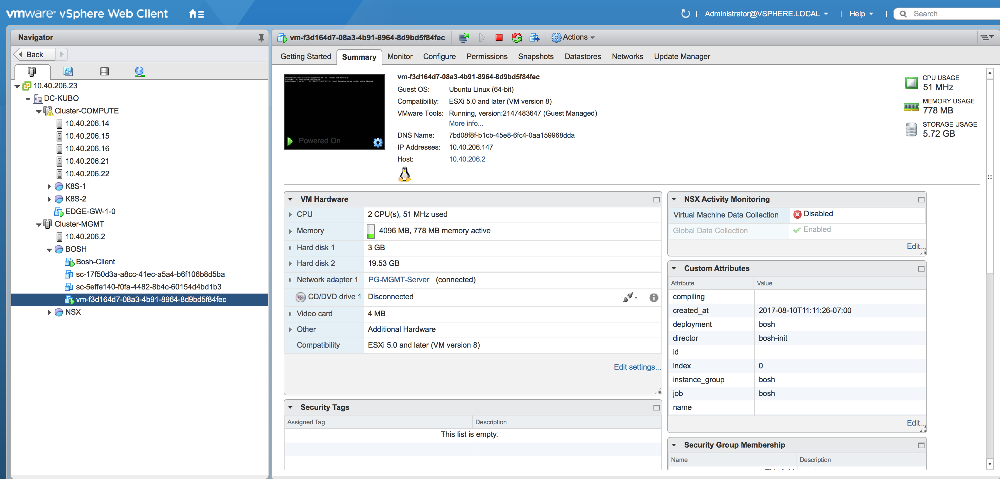 vmware® vSphere Web Client
Administrator@VSPHERE.LOCAL
Help
Search
Navigator
Back
10.40.206.23
DC-KUBO
Cluster-COMPUTE
10.40.206.14
10.40.206.15
10.40.206.16
10.40.206.21
10.40.206.22
K8S-1
K8S-2
EDGE-GW-1-0
Cluster-MGMT
10.40.206.2
BOSH
Bosh-Client
sc-17f50d3a-a8cc-41ec-a5a4-b6f106b8d5ba
sc-5effe140-f0fa-4482-8b4c-60154d4bd1b3
vm-f3d164d7-08a3-4b91-8964-8d9bd5f84fec
NSX
vm-f3d164d7-08a3-4b91-8964-8d9bd5f84fec
Actions
Getting Started Summary Monitor Configure Permissions Snapshots Datastores Networks Update Manager
Powered On
vm-f3d164d7-08a3-4b91-8964-8d9bd5f84fec
Guest OS: Ubuntu Linux (64-bit)
Compatibility: ESXi 5.0 and later (VM version 8)
VMware Tools: Running, version:2147483647 (Guest Managed)
More info...
DNS Name: 7bd08f8f-b1cb-45e8-6fc4-0aa159968dda
IP Addresses: 10.40.206.147
Host: 10.40.206.2
CPU USAGE
51 MHz
MEMORY USAGE
778 MB
STORAGE USAGE
5.72 GB
VM Hardware
CPU 2 CPU(s), 51 MHz used
Memory 4096 MB, 778 MB memory active
Hard disk 1 3 GB
Hard disk 2 19.53 GB
Network adapter 1 PG-MGMT-Server (connected)
CD/DVD drive 1 Disconnected
Video card 4 MB
Other Additional Hardware
Compatibility ESXi 5.0 and later (VM version 8)
Edit settings...
Security Tags
Assigned Tag Description
This list is empty.
NSX Activity Monitoring
Virtual Machine Data Collection Disabled
Global Data Collection Enabled
Edit...
Custom Attributes
Attribute Value
compiling
created_at 2017-08-10T11:11:26-07:00
deployment bosh
director bosh-init
id
index 0
instance_group bosh
job bosh
name
Edit...
Security Group Membership
Name Description